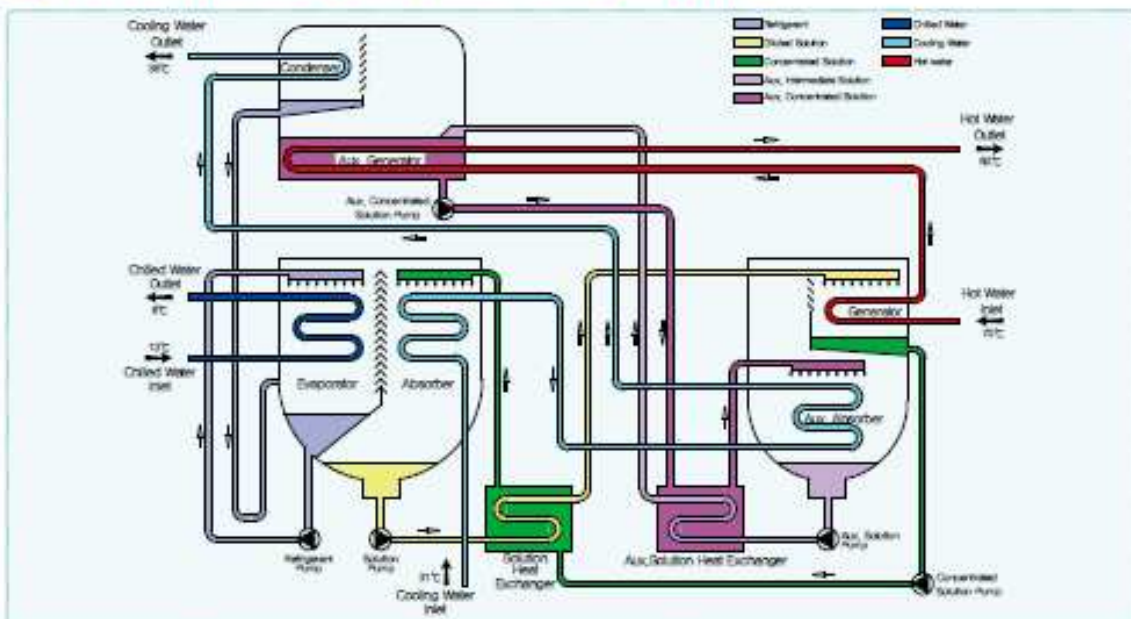 Cooling Water
Outlet
Condenser
Refrigerant
Diluted Solution
Concentrated Solution
Aux, Intermediate Solution
Aux, Concentrated Solution
Chilled Water
Cooling Water
Hot water
Hot Water
Outlet
Aux, Generator
Aux, Concentrated
Solution Pump
Chilled Water
Outlet
8℃
13℃
Chilled Water
Inlet
Evaporator
Absorber
Hot Water
Inlet
Generator
Aux, Absorber
Refrigerant
Pump
Solution
Pump
31℃
Cooling Water
Inlet
Solution
Heat
Exchanger
Aux,Solution Heat Exchanger
Aux, Solution
Pump
Concentrated
Solution Pump